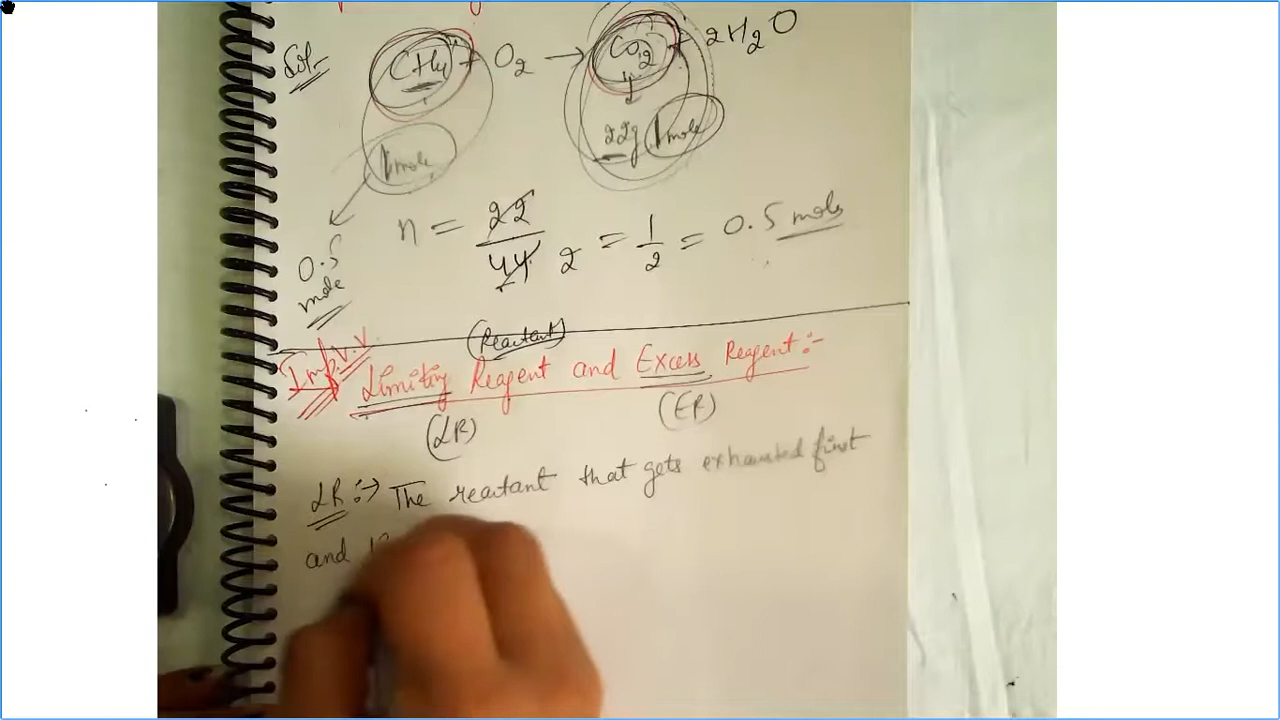 Sol-
CH4 + O2 → CO2 + 2H2O
22g 1 mole
1 mole
n = 22/44 2 = 1/2 = 0.5 mole
0.5
mole
(Reactant)
Imp V.V.
Limiting Reagent and Excess Reagent :-
(LR) (ER)
LR :→ The reactant that gets exhausted first
and